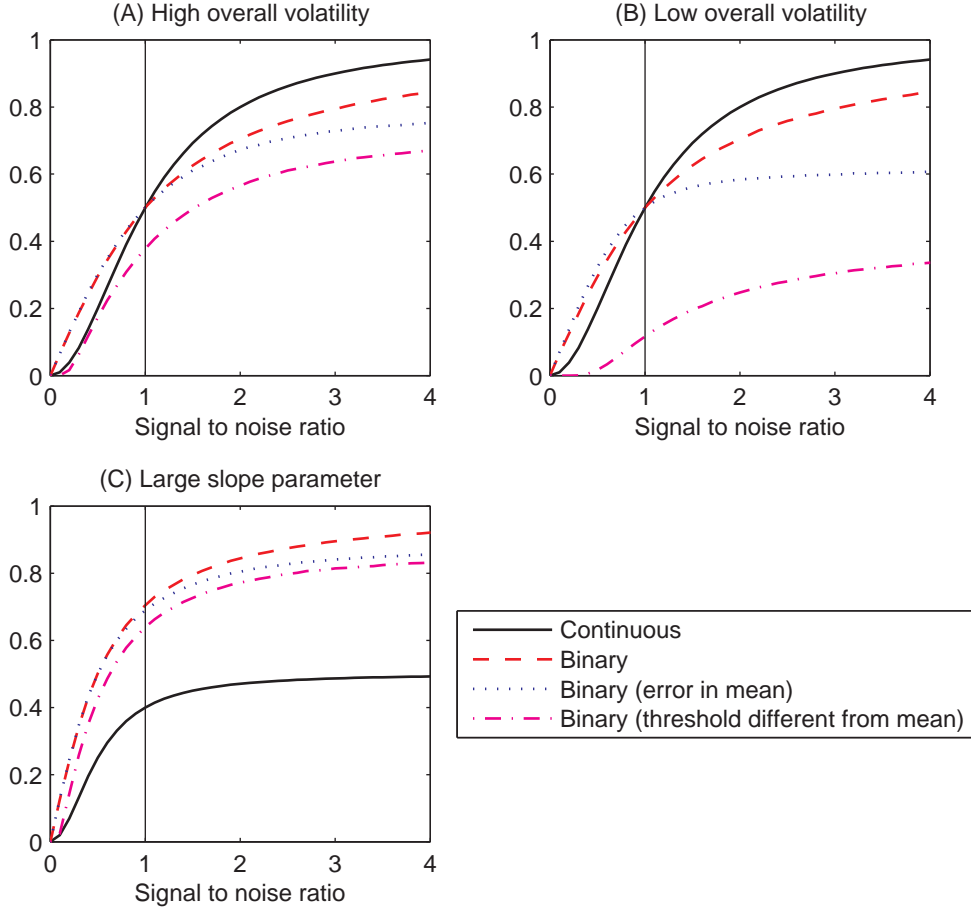 (A) High overall volatility
1
0.8
0.6
0.4
0.2
0
0 1 2 3 4
Signal to noise ratio
(B) Low overall volatility
1
0.8
0.6
0.4
0.2
0
0 1 2 3 4
Signal to noise ratio
(C) Large slope parameter
1
0.8
0.6
0.4
0.2
0
0 1 2 3 4
Signal to noise ratio
Continuous
Binary
Binary (error in mean)
Binary (threshold different from mean)